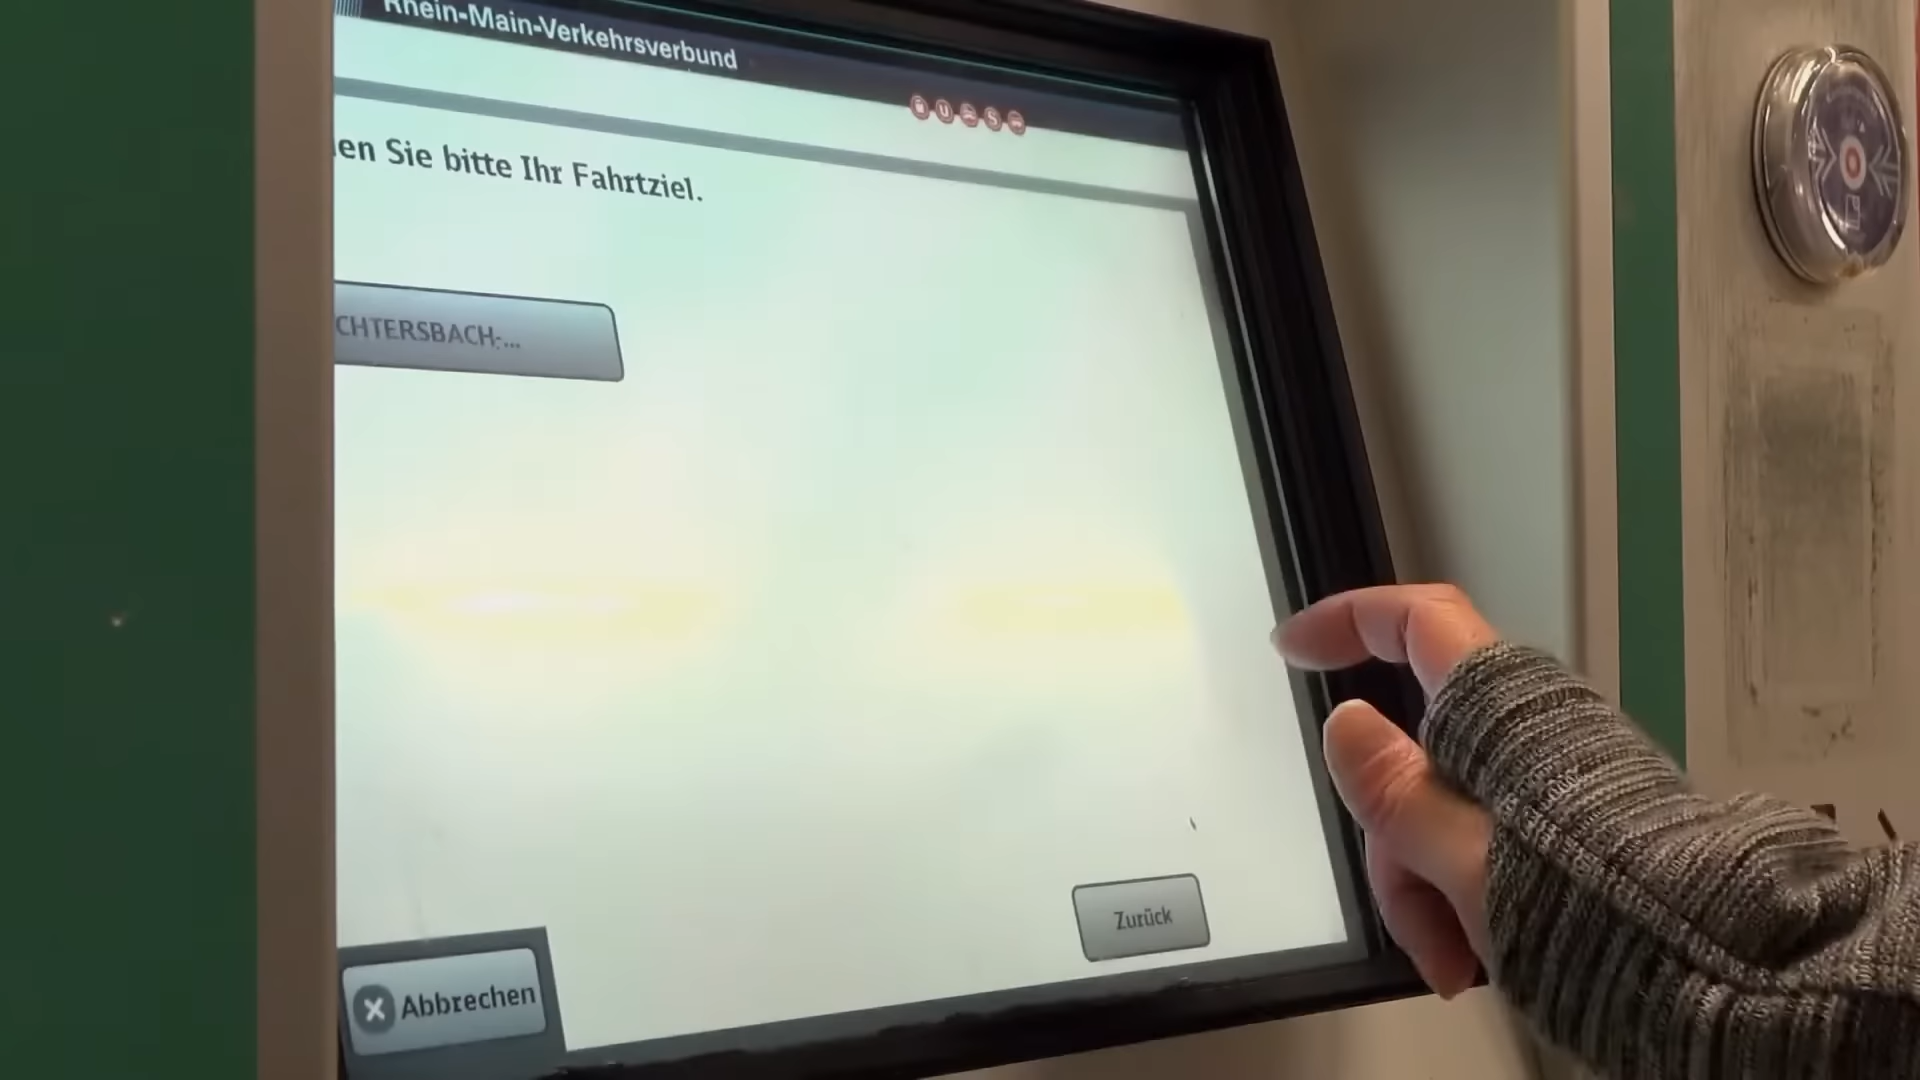 Rhein-Main-Verkehrsverbund
en Sie bitte Ihr Fahrtziel.
CHTERSBACH-...
Zurück
Abbrechen